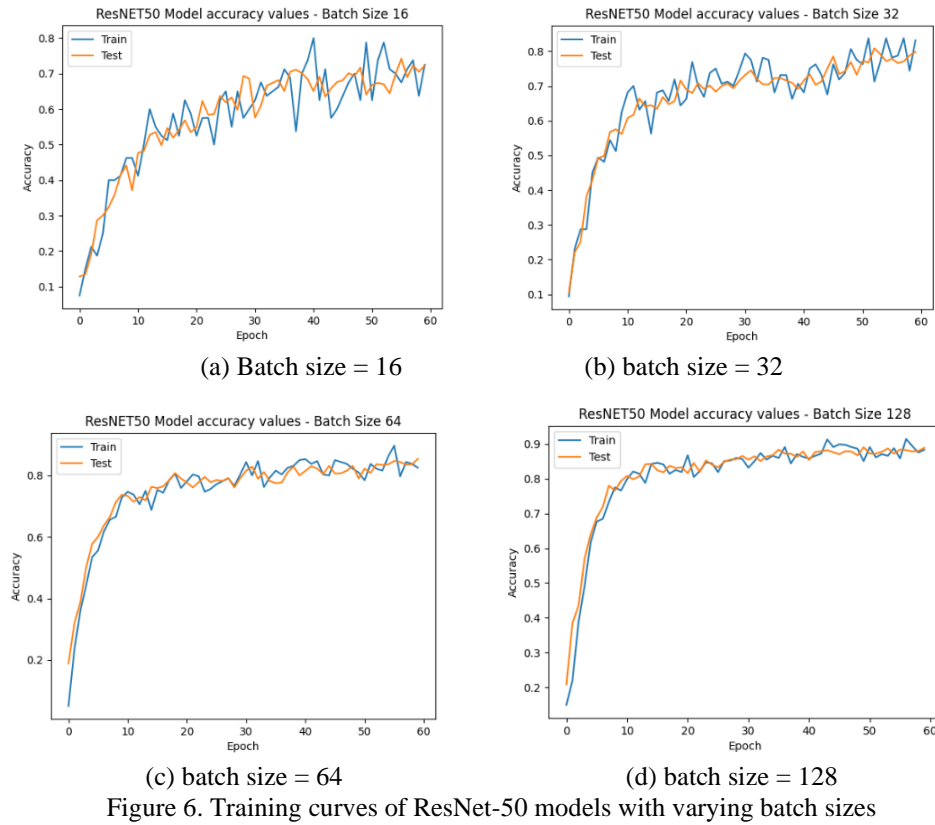 ResNET50 Model accuracy values - Batch Size 16
Train
Test
0.8
0.7
0.6
0.5
0.4
0.3
0.2
0.1
Accuracy
0 10 20 30 40 50 60
Epoch
(a) Batch size = 16
ResNET50 Model accuracy values - Batch Size 32
Train
Test
0.8
0.7
0.6
0.5
0.4
0.3
0.2
0.1
Accuracy
0 10 20 30 40 50 60
Epoch
(b) batch size = 32
ResNET50 Model accuracy values - Batch Size 64
Train
Test
0.8
0.6
0.4
0.2
Accuracy
0 10 20 30 40 50 60
Epoch
(c) batch size = 64
ResNET50 Model accuracy values - Batch Size 128
Train
Test
0.9
0.8
0.7
0.6
0.5
0.4
0.3
0.2
Accuracy
0 10 20 30 40 50 60
Epoch
(d) batch size = 128
Figure 6. Training curves of ResNet-50 models with varying batch sizes